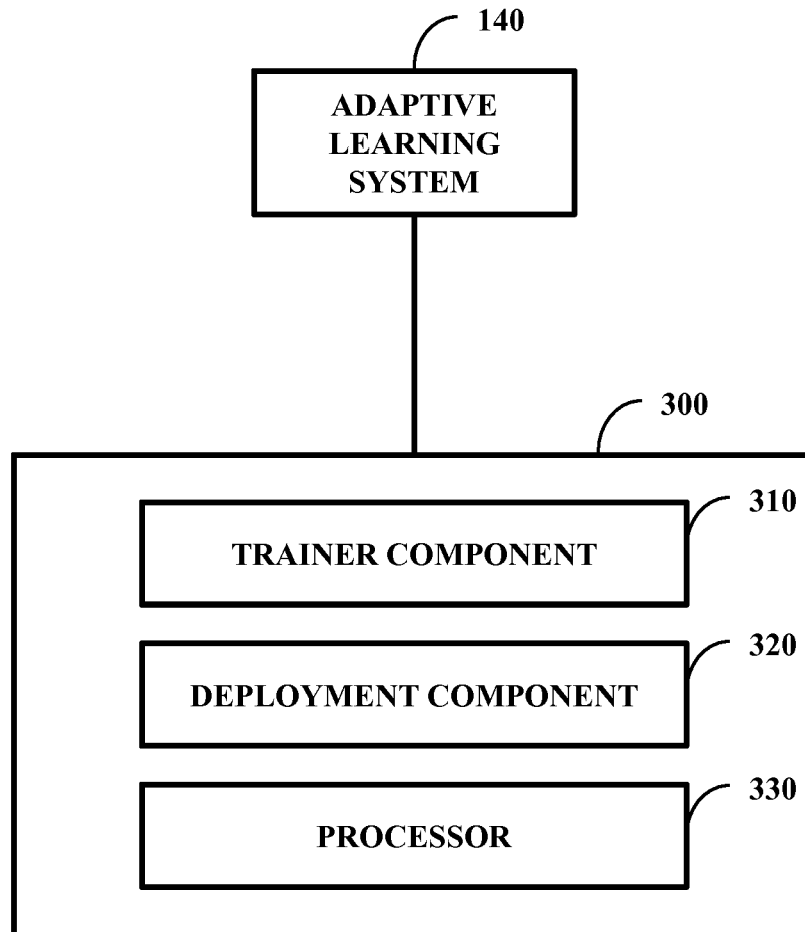 140
ADAPTIVE
LEARNING
SYSTEM
300
310
TRAINER COMPONENT
320
DEPLOYMENT COMPONENT
330
PROCESSOR